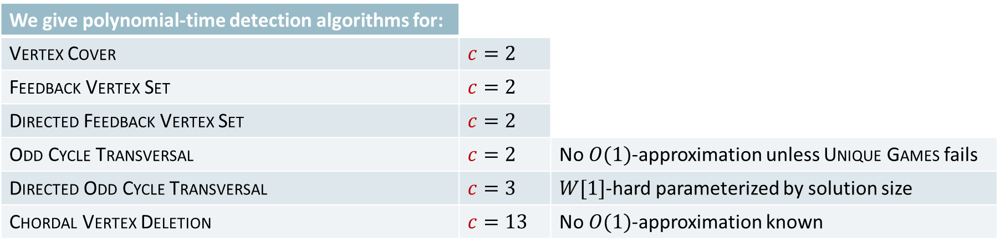 We give polynomial-time detection algorithms for:
VERTEX COVER c = 2
FEEDBACK VERTEX SET c = 2
DIRECTED FEEDBACK VERTEX SET c = 2
ODD CYCLE TRANSVERSAL c = 2 No O(1)-approximation unless UNIQUE GAMES fails
DIRECTED ODD CYCLE TRANSVERSAL c = 3 W[1]-hard parameterized by solution size
CHORDAL VERTEX DELETION c = 13 No O(1)-approximation known